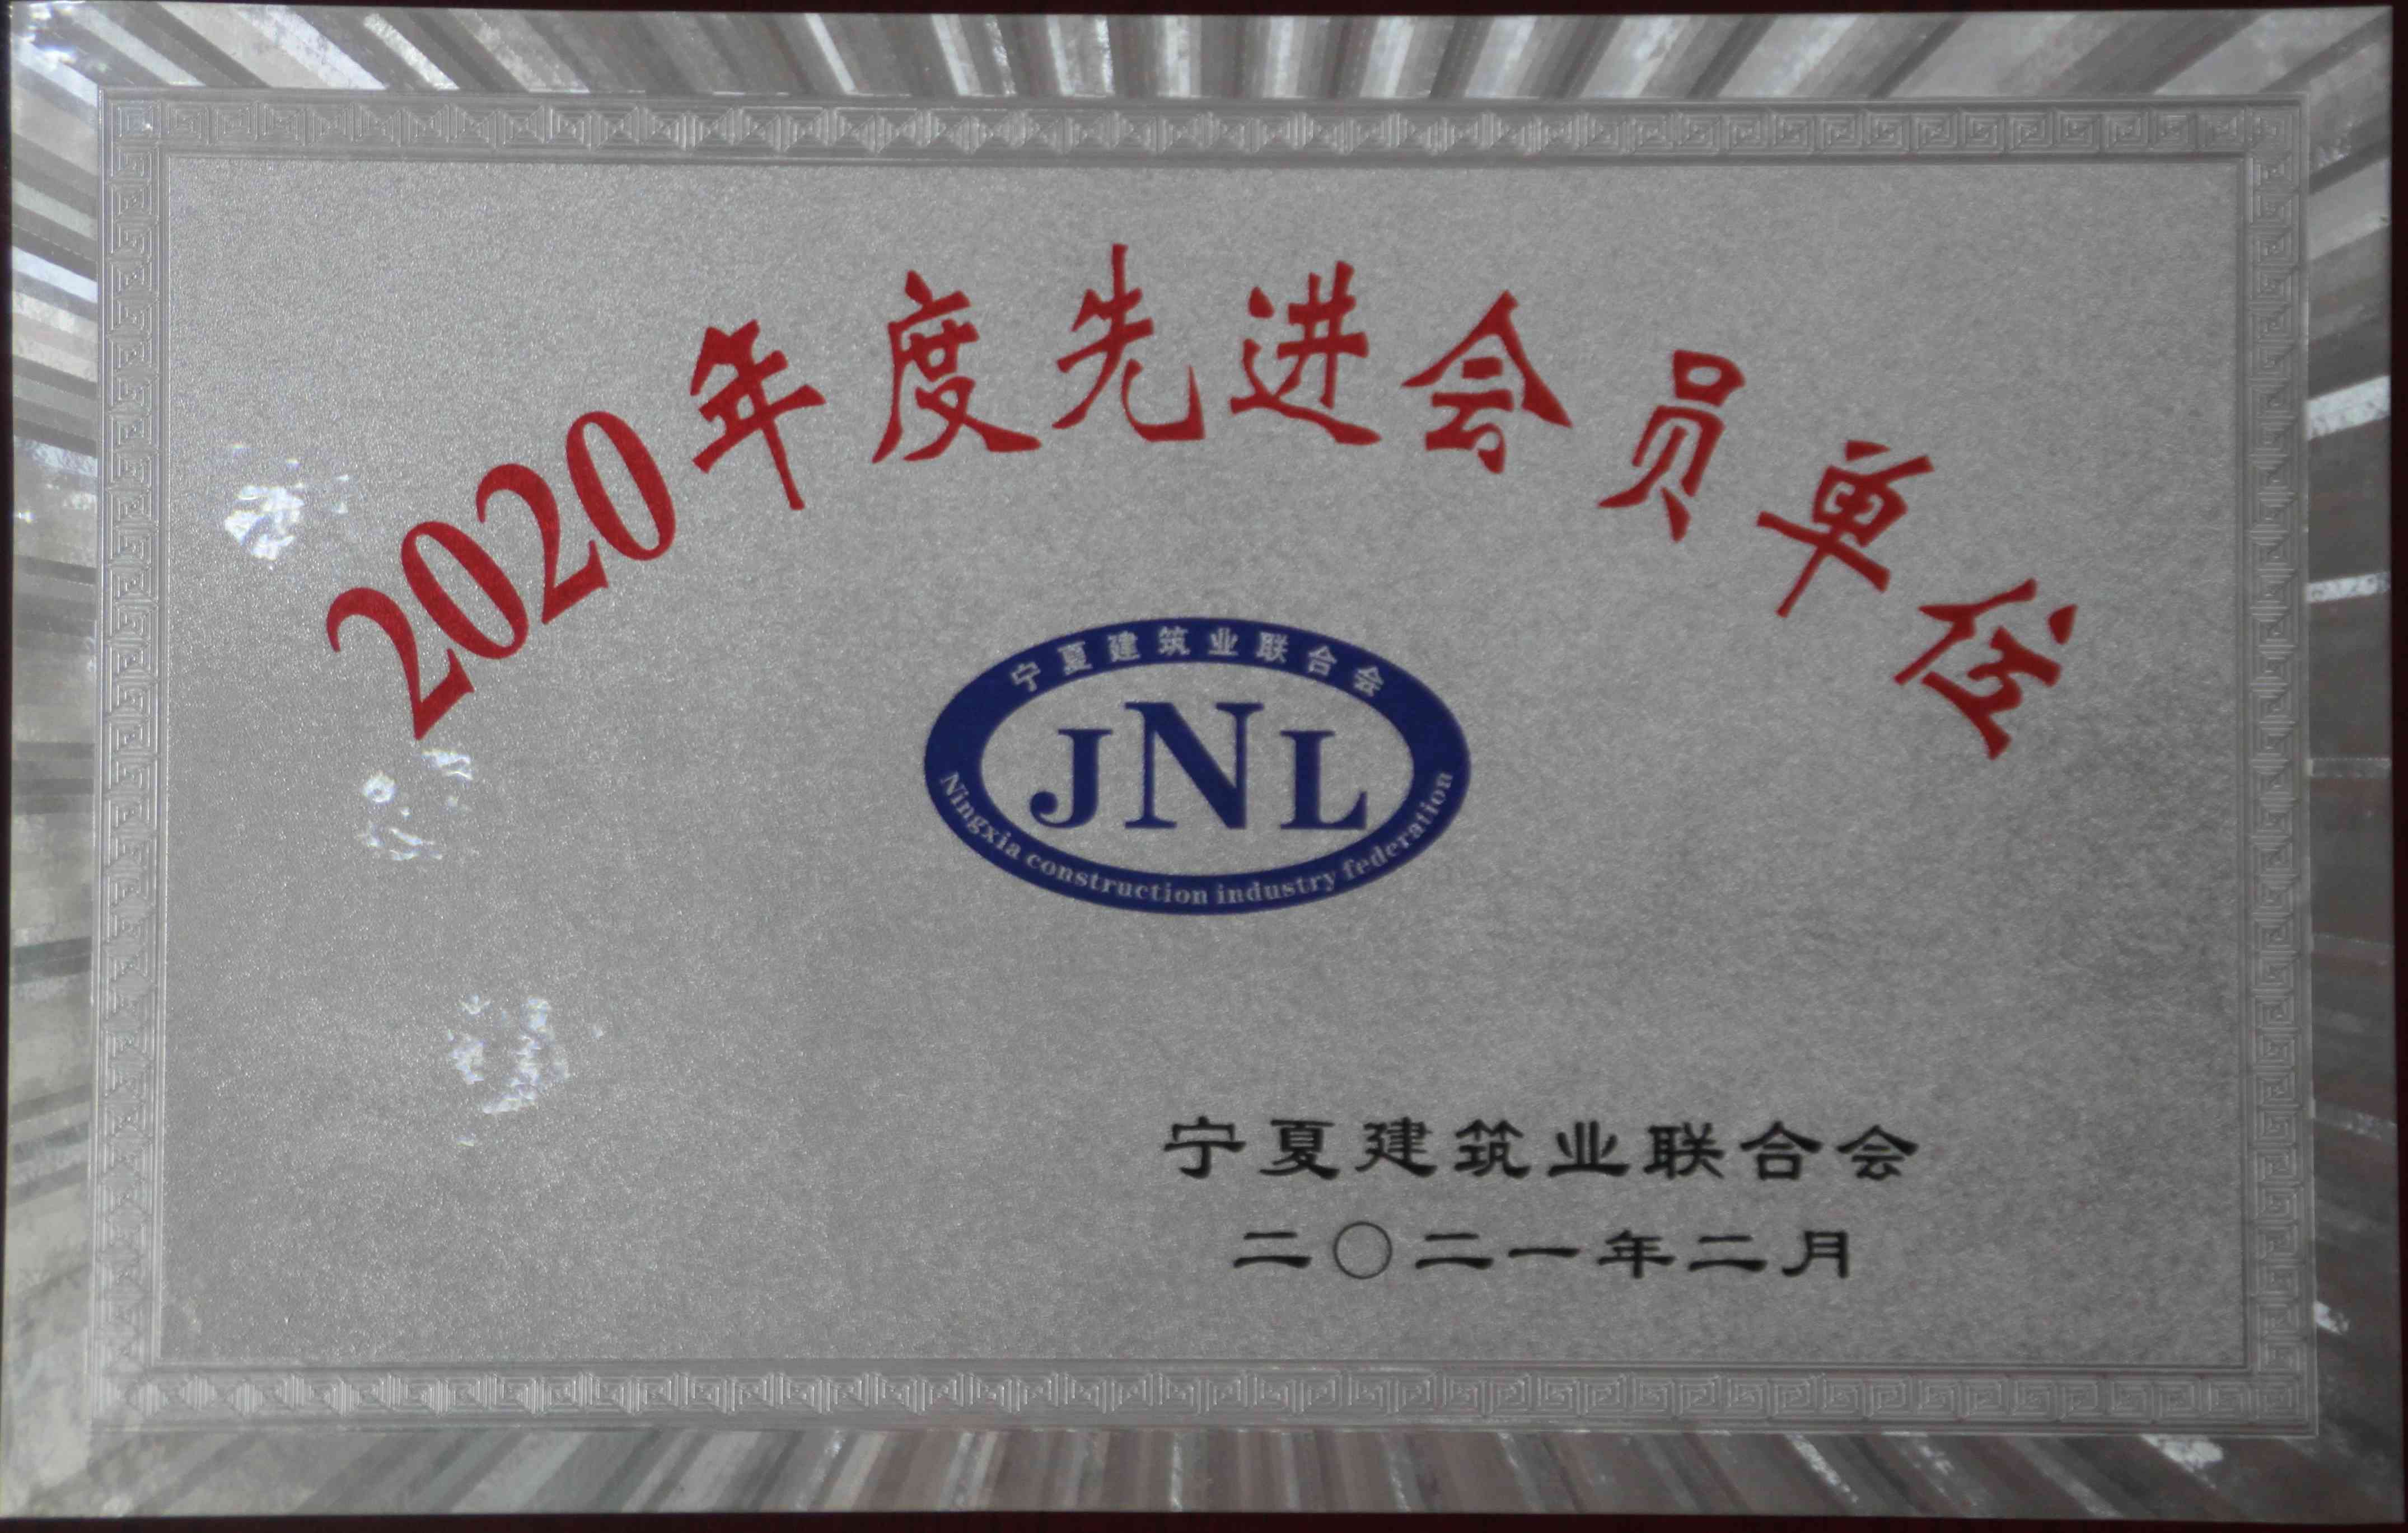 2020年度先进会员单位
宁夏建筑业联合会
JNL
Ningxia construction industry federation
宁夏建筑业联合会
二〇二一年二月